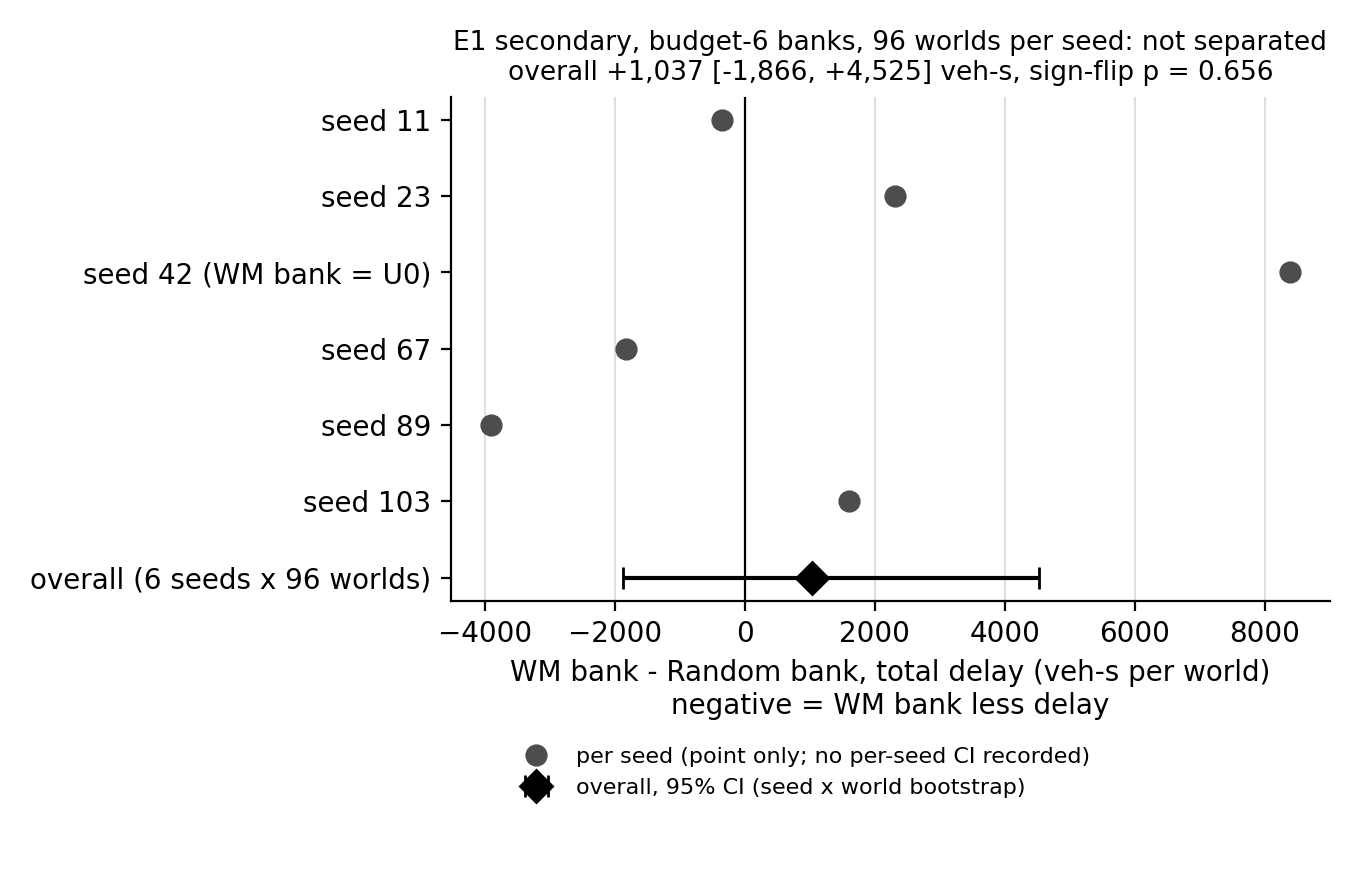 E1 secondary, budget-6 banks, 96 worlds per seed: not separated
overall +1,037 [-1,866, +4,525] veh-s, sign-flip p = 0.656
seed 11
seed 23
seed 42 (WM bank = U0)
seed 67
seed 89
seed 103
overall (6 seeds x 96 worlds)
−4000 −2000 0 2000 4000 6000 8000
WM bank - Random bank, total delay (veh-s per world)
negative = WM bank less delay
per seed (point only; no per-seed CI recorded)
overall, 95% CI (seed x world bootstrap)